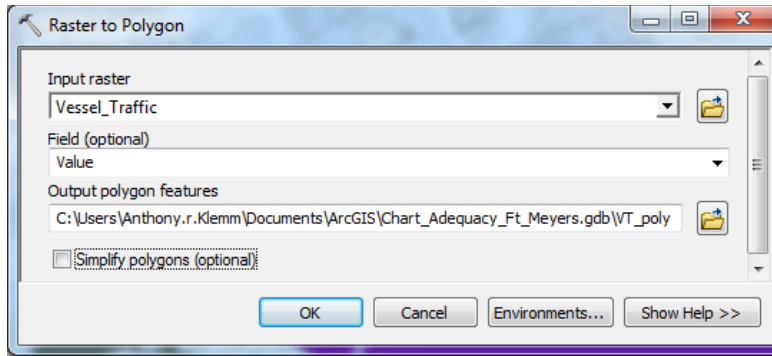 Raster to Polygon
Input raster
Vessel_Traffic
Field (optional)
Value
Output polygon features
C:\Users\Anthony.r.Klemm\Documents\ArcGIS\Chart_Adequacy_Ft_Meyers.gdb\VT_poly
Simplify polygons (optional)
OK Cancel Environments... Show Help >>